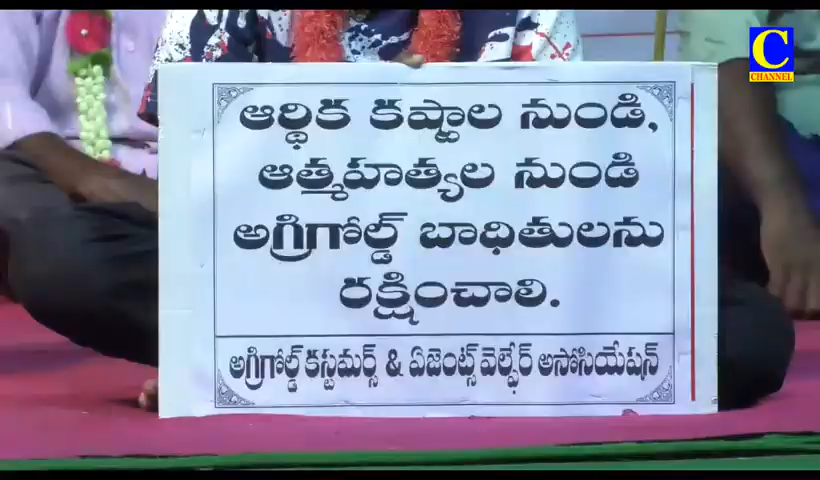 C
CHANNEL
ఆర్థిక కష్టాల నుండి,
ఆత్మహత్యల నుండి
అగ్రిగోల్డ్ బాధితులను
రక్షించాలి.
అగ్రిగోల్డ్ కస్టమర్స్ & ఏజెంట్స్ వెల్ఫేర్ అసోసియేషన్